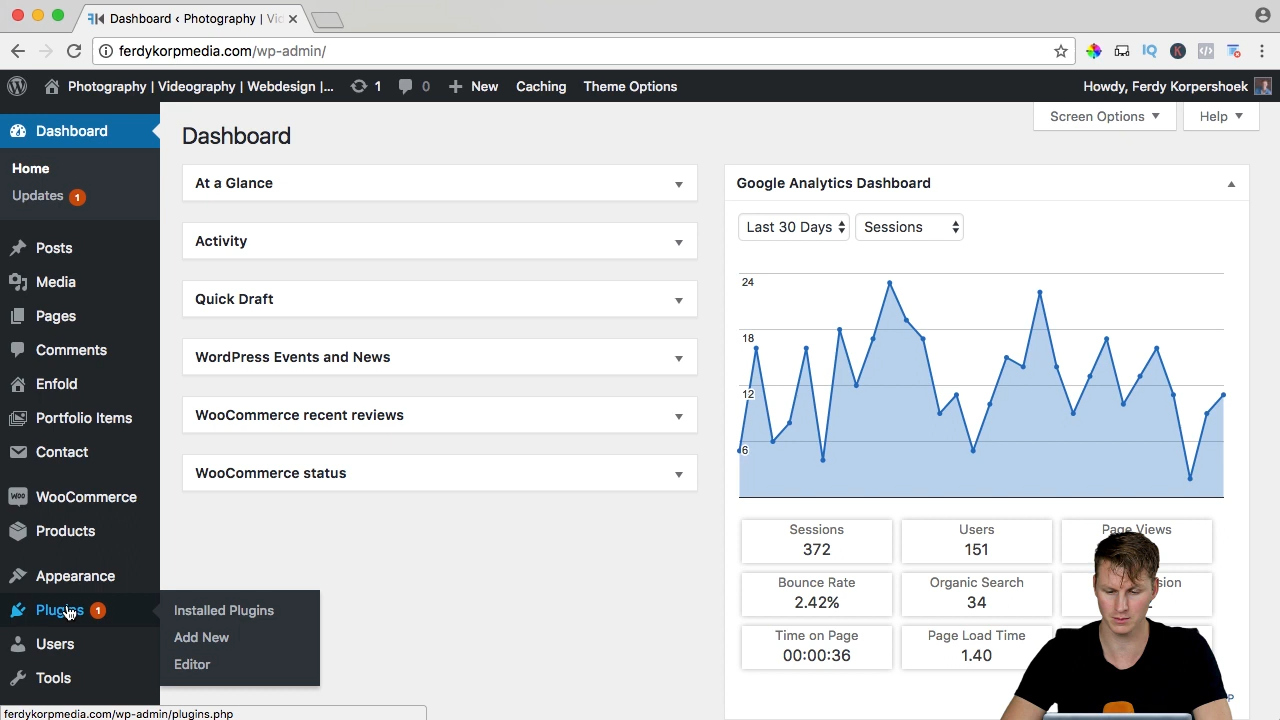 Dashboard ‹ Photography | Vid
ferdykorpmedia.com/wp-admin/
Photography | Videography | Webdesign |... 1 0 New Caching Theme Options Howdy, Ferdy Korpershoek
Dashboard
Home
Updates 1
Posts
Media
Pages
Comments
Enfold
Portfolio Items
Contact
WooCommerce
Products
Appearance
Plugins 1
Users
Tools
Installed Plugins
Add New
Editor
ferdykorpmedia.com/wp-admin/plugins.php
Dashboard
Screen Options Help
At a Glance
Activity
Quick Draft
WordPress Events and News
WooCommerce recent reviews
WooCommerce status
Google Analytics Dashboard
Last 30 Days Sessions
24
18
12
6
Sessions Users Page Views
372 151
Bounce Rate Organic Search
2.42% 34
Time on Page Page Load Time
00:00:36 1.40